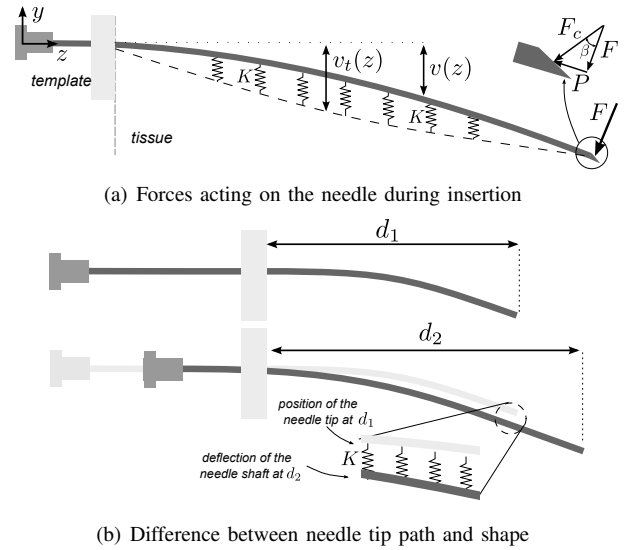 y
z
template
tissue
K
v_t(z)
K
v(z)
F_c
β
F
P
F
(a) Forces acting on the needle during insertion
d_1
d_2
position of the
needle tip at d_1
K
deflection of the
needle shaft at d_2
(b) Difference between needle tip path and shape